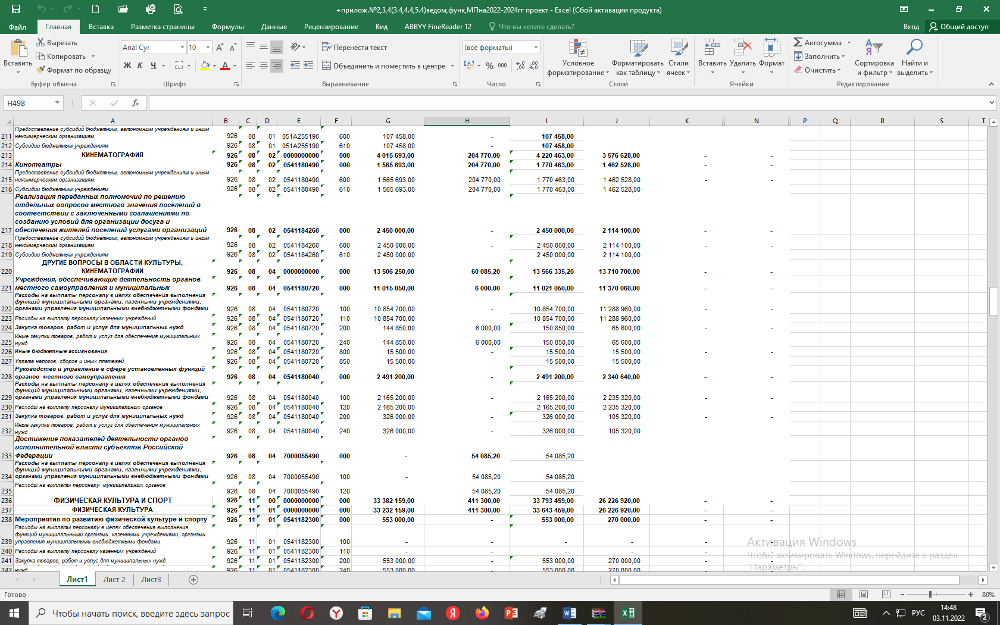 +прилож.№2,3,4(3.4,4.4,5.4)ведом,функ,МПна2022-2024гг проект - Excel (Сбой активации продукта)
Файл Главная Вставка Разметка страницы Формулы Данные Рецензирование Вид ABBYY FineReader 12 Что вы хотите сделать? Вход Общий доступ
Вставить Вырезать Копировать Формат по образцу
Arial Cyr 10 Ж К Ч
Перенести текст
Объединить и поместить в центре
(все форматы) % 000
Условное форматирование Форматировать как таблицу Стили ячеек
Вставить Удалить Формат
Автосумма Заполнить Очистить
Сортировка и фильтр Найти и выделить
Буфер обмена Шрифт Выравнивание Число Стили Ячейки Редактирование
H498 fx
A B C D E F G H I J K N P Q R S T
Предоставление субсидий бюджетным, автономным учреждениям и иным
211 некоммерческим организациям 926 08 01 051A255190 600 107 458,00 - 107 458,00
212 Субсидии бюджетным учреждениям 926 08 01 051A255190 610 107 458,00 - 107 458,00
213 КИНЕМАТОГРАФИЯ 926 08 02 0000000000 000 4 015 693,00 204 770,00 4 220 463,00 3 576 628,00 - -
214 Кинотеатры 926 08 02 0541180490 000 1 565 693,00 204 770,00 1 770 463,00 1 462 528,00 - -
Предоставление субсидий бюджетным, автономным учреждениям и иным
215 некоммерческим организациям 926 08 02 0541180490 600 1 565 693,00 204 770,00 1 770 463,00 1 462 528,00 - -
216 Субсидии бюджетным учреждениям 926 08 02 0541180490 610 1 565 693,00 204 770,00 1 770 463,00 1 462 528,00
Реализация переданных полномочий по решению
отдельных вопросов местного значения поселений в
соответствии с заключенными соглашениями по
созданию условий для организации досуга и
217 обеспечения жителей поселений услугами организаций 926 08 02 0541184260 000 2 450 000,00 - 2 450 000,00 2 114 100,00 - -
Предоставление субсидий бюджетным, автономным учреждениям и иным
218 некоммерческим организациям 926 08 02 0541184260 600 2 450 000,00 - 2 450 000,00 2 114 100,00 - -
219 Субсидии бюджетным учреждениям 926 08 02 0541184260 610 2 450 000,00 2 450 000,00 2 114 100,00
ДРУГИЕ ВОПРОСЫ В ОБЛАСТИ КУЛЬТУРЫ,
220 КИНЕМАТОГРАФИИ 926 08 04 0000000000 000 13 506 250,00 60 085,20 13 566 335,20 13 710 700,00 - -
Учреждения, обеспечивающие деятельность органов
221 местного самоуправления и муниципальных 926 08 04 0541180720 000 11 015 050,00 6 000,00 11 021 050,00 11 370 060,00 - -
Расходы на выплаты персоналу в целях обеспечения выполнения
функций муниципальными органами, казенными учреждениями,
222 органами управления муниципальными внебюджетными фондами 926 08 04 0541180720 100 10 854 700,00 - 10 854 700,00 11 288 960,00 - -
223 Расходы на выплату персоналу казенных учреждений 926 08 04 0541180720 110 10 854 700,00 10 854 700,00 11 288 960,00
224 Закупка товаров, работ и услуг для муниципальных нужд 926 08 04 0541180720 200 144 850,00 6 000,00 150 850,00 65 600,00 - -
Иные закупки товаров, работ и услуг для обеспечения муниципальных
225 нужд 926 08 04 0541180720 240 144 850,00 6 000,00 150 850,00 65 600,00
226 Иные бюджетные ассигнования 926 08 04 0541180720 800 15 500,00 - 15 500,00 15 500,00 - -
227 Уплата налогов, сборов и иных платежей 926 08 04 0541180720 850 15 500,00 15 500,00 15 500,00
Руководство и управление в сфере установленных функций
228 органов местного самоуправления 926 08 04 0541180040 000 2 491 200,00 - 2 491 200,00 2 340 640,00 - -
Расходы на выплаты персоналу в целях обеспечения выполнения
функций муниципальными органами, казенными учреждениями,
229 органами управления муниципальными внебюджетными фондами 926 08 04 0541180040 100 2 165 200,00 - 2 165 200,00 2 235 320,00 - -
230 Расходы на выплату персоналу муниципальных органов 926 08 04 0541180040 120 2 165 200,00 2 165 200,00 2 235 320,00
231 Закупка товаров, работ и услуг для муниципальных нужд 926 08 04 0541180040 200 326 000,00 - 326 000,00 105 320,00 - -
Иные закупки товаров, работ и услуг для обеспечения муниципальных
232 нужд 926 08 04 0541180040 240 326 000,00 - 326 000,00 105 320,00
Достижение показателей деятельности органов
исполнительной власти субъектов Российской
233 Федерации 926 08 04 7000055490 000 - 54 085,20 54 085,20
Расходы на выплаты персоналу в целях обеспечения выполнения
функций муниципальными органами, казенными учреждениями,
234 органами управления муниципальными внебюджетными фондами 926 08 04 7000055490 100 - 54 085,20 54 085,20
Расходы на выплаты персоналу муниципальных органов
235 926 08 04 7000055490 120 54 085,20 54 085,20
236 ФИЗИЧЕСКАЯ КУЛЬТУРА И СПОРТ 926 11 00 0000000000 000 33 382 159,00 411 300,00 33 793 459,00 26 226 920,00 - -
237 ФИЗИЧЕСКАЯ КУЛЬТУРА 926 11 01 0000000000 000 33 232 159,00 411 300,00 33 643 459,00 26 226 920,00 - -
238 Мероприятия по развитию физической культуре и спорту 926 11 01 0541182300 000 553 000,00 - 553 000,00 270 000,00 - -
Расходы на выплаты персоналу в целях обеспечения выполнения
функций муниципальными органами, казенными учреждениями, органами
239 управления муниципальными внебюджетными фондами 926 11 01 0541182300 100 - - - - - -
240 Расходы на выплату персоналу казенных учреждений 926 11 01 0541182300 110 - - - - - -
241 Закупка товаров, работ и услуг для муниципальных нужд 926 11 01 0541182300 200 553 000,00 - 553 000,00 270 000,00 - -
242 нужд 926 11 01 0541182300 240 553 000,00 - 553 000,00 270 000,00 - -
Активация Windows
Чтобы активировать Windows, перейдите в раздел
"Параметры".
Лист1 Лист 2 Лист3
Готово 80%
Чтобы начать поиск, введите здесь запрос
РУС 14:48
03.11.2022 2